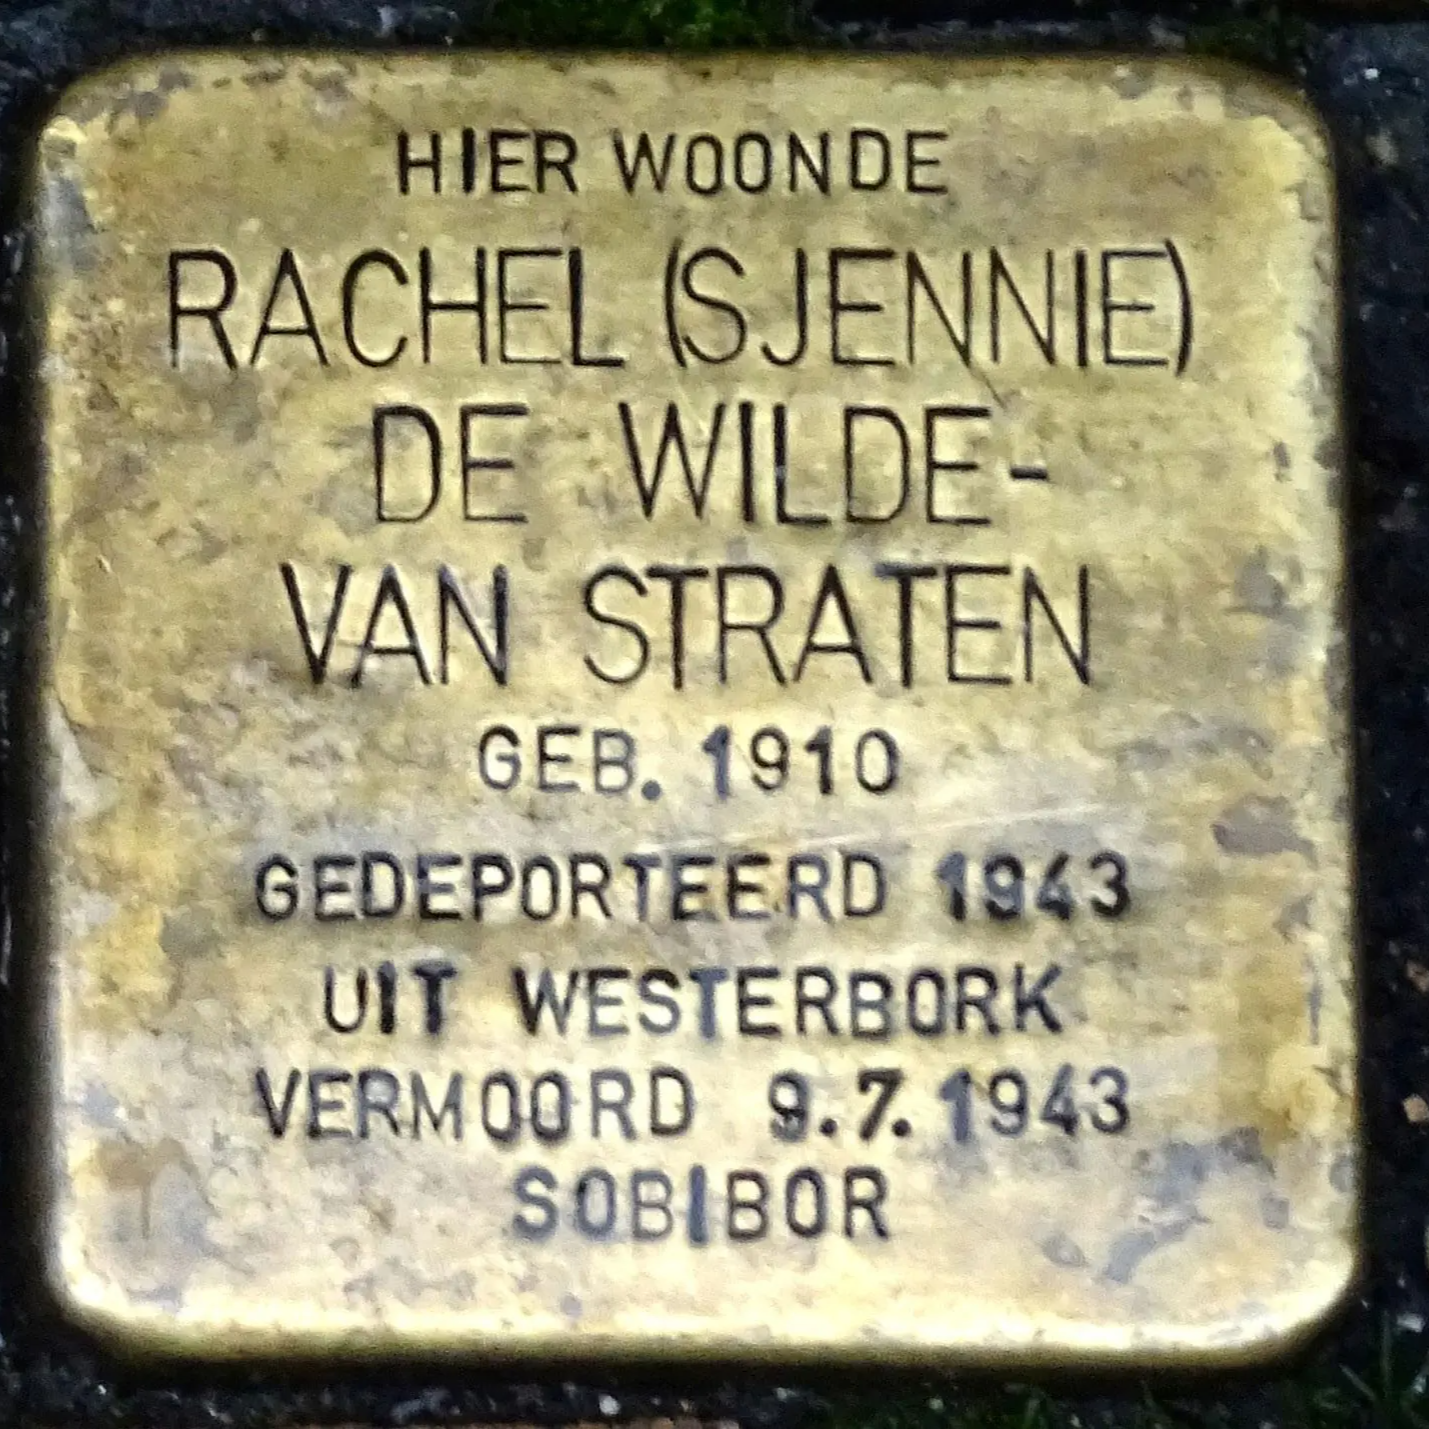 HIER WOONDE
RACHEL (SJENNIE)
DE WILDE-
VAN STRATEN
GEB. 1910
GEDEPORTEERD 1943
UIT WESTERBORK
VERMOORD 9.7.1943
SOBIBOR